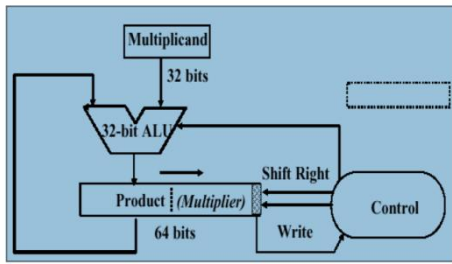 Multiplicand
32 bits
32-bit ALU
Shift Right
Product (Multiplier)
Control
64 bits
Write